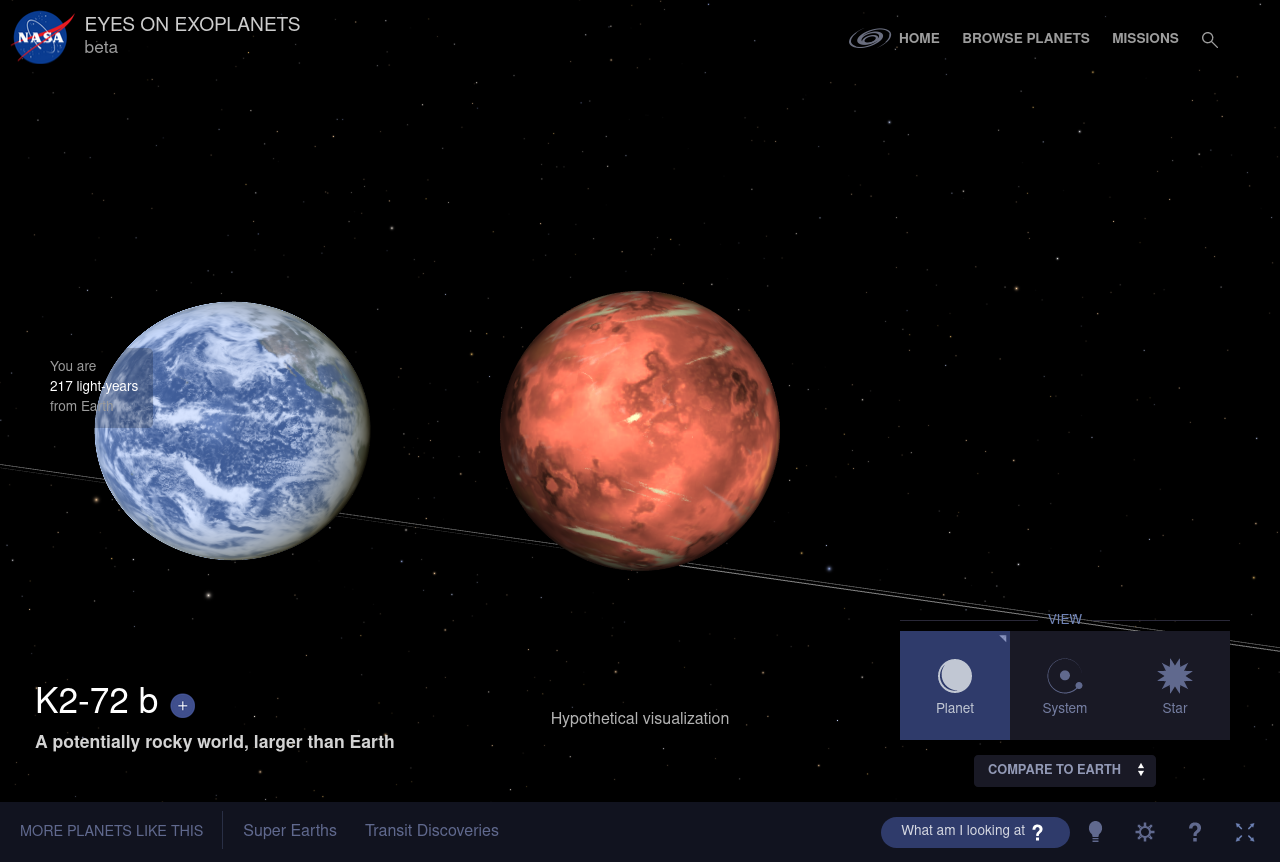 NASA
EYES ON EXOPLANETS
beta
HOME
BROWSE PLANETS
MISSIONS
You are
217 light-years
from Earth
VIEW
Planet
System
Star
K2-72 b +
A potentially rocky world, larger than Earth
Hypothetical visualization
COMPARE TO EARTH
MORE PLANETS LIKE THIS
Super Earths
Transit Discoveries
What am I looking at ?
?